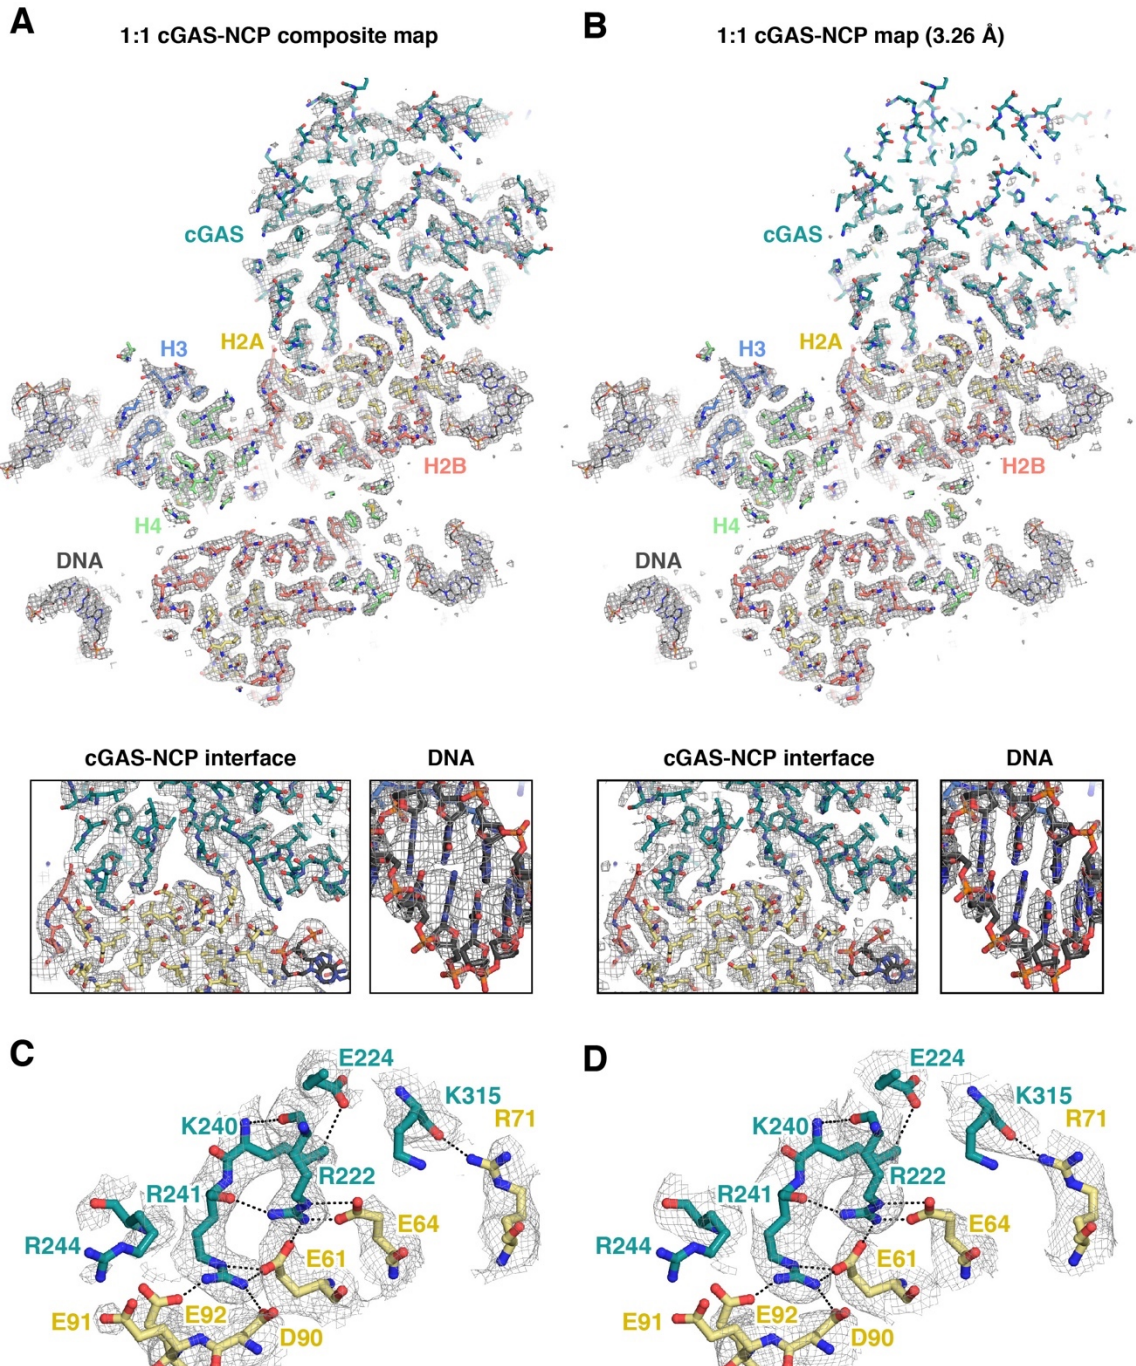 A
1:1 cGAS-NCP composite map
cGAS
H3
H2A
H2B
H4
DNA
cGAS-NCP interface
DNA
B
1:1 cGAS-NCP map (3.26 Å)
cGAS
H3
H2A
H2B
H4
DNA
cGAS-NCP interface
DNA
C
E224
K315
K240
R71
R222
R241
E64
R244
E61
E92
E91
D90
D
E224
K315
K240
R71
R222
R241
E64
R244
E61
E92
E91
D90